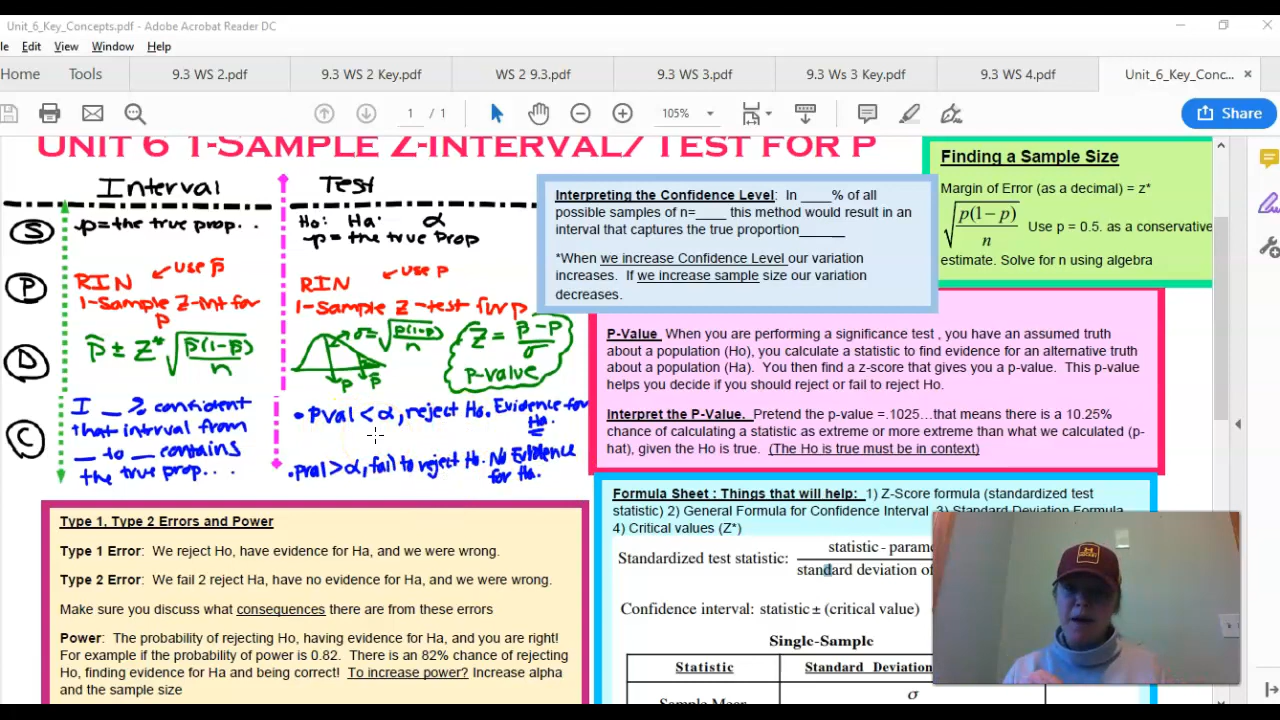 Unit_6_Key_Concepts.pdf - Adobe Acrobat Reader DC
le Edit View Window Help
Home Tools 9.3 WS 2.pdf 9.3 WS 2 Key.pdf WS 2 9.3.pdf 9.3 WS 3.pdf 9.3 Ws 3 Key.pdf 9.3 WS 4.pdf Unit_6_Key_Conc... ×
1 / 1 105% Share
UNIT 6 1-SAMPLE Z-INTERVAL/ TEST FOR P
Interval Test
S p = the true prop. . .
Ho: Ha: α
p = the true Prop
P RIN ← use p̂
1-Sample Z-Int for
P
RIN ← use p
1-Sample Z-test for p
D p̂ ± Z* √p̂(1-p̂)
n
σ = √p(1-p)
n
p p̂
Z = p̂ - p
σ
p-value
C I __ % confident
that interval from
__ to __ contains
the true prop. . .
• pval < α, reject Ho. Evidence for
Ha.
• pval > α, fail to reject Ho. No Evidence
for Ha.
Interpreting the Confidence Level: In ____% of all
possible samples of n=____ this method would result in an
interval that captures the true proportion______
*When we increase Confidence Level our variation
increases. If we increase sample size our variation
decreases.
Finding a Sample Size
Margin of Error (as a decimal) = z*
√p(1 − p)
n
Use p = 0.5. as a conservative
estimate. Solve for n using algebra
P-Value When you are performing a significance test , you have an assumed truth
about a population (Ho), you calculate a statistic to find evidence for an alternative truth
about a population (Ha). You then find a z-score that gives you a p-value. This p-value
helps you decide if you should reject or fail to reject Ho.
Interpret the P-Value. Pretend the p-value =.1025…that means there is a 10.25%
chance of calculating a statistic as extreme or more extreme than what we calculated (p-
hat), given the Ho is true. (The Ho is true must be in context)
Type 1, Type 2 Errors and Power
Type 1 Error: We reject Ho, have evidence for Ha, and we were wrong.
Type 2 Error: We fail 2 reject Ha, have no evidence for Ha, and we were wrong.
Make sure you discuss what consequences there are from these errors
Power: The probability of rejecting Ho, having evidence for Ha, and you are right!
For example if the probability of power is 0.82. There is an 82% chance of rejecting
Ho, finding evidence for Ha and being correct! To increase power? Increase alpha
and the sample size
Formula Sheet : Things that will help: 1) Z-Score formula (standardized test
statistic) 2) General Formula for Confidence Interval 3) Standard Deviation Formula
4) Critical values (Z*)
Standardized test statistic: statistic - param
standard deviation of
Confidence interval: statistic ± (critical value)
Single-Sample
Statistic Standard Deviation
Sample Mean σ